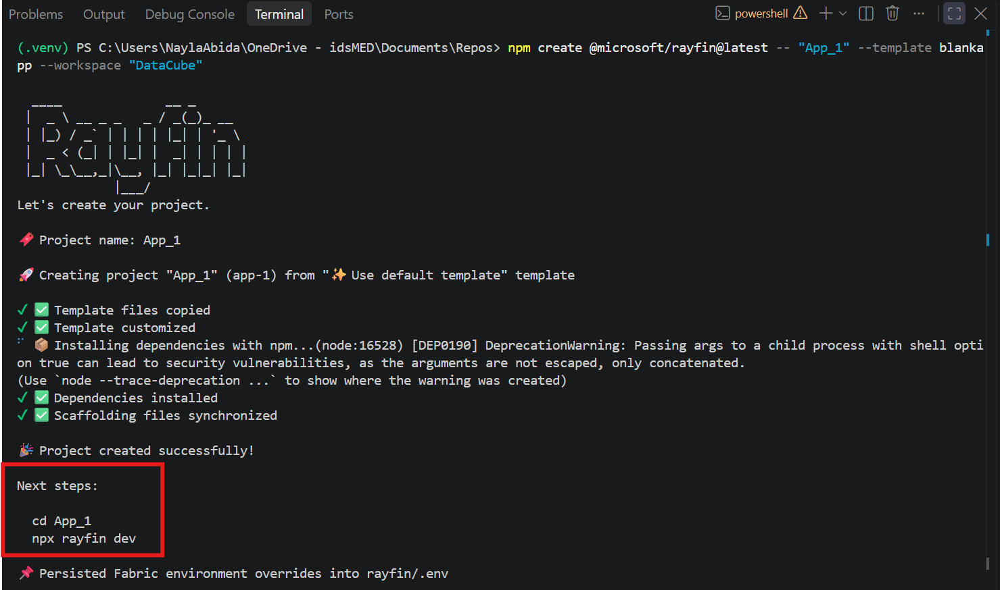 Problems Output Debug Console Terminal Ports powershell
(.venv) PS C:\Users\NaylaAbida\OneDrive - idsMED\Documents\Repos> npm create @microsoft/rayfin@latest -- "App_1" --template blanka
pp --workspace "DataCube"
  ____              __ _
 |  _ \ __ _ _   _ / _(_)_ __
 | |_) / _` | | | | |_| | '_ \
 |  _ < (_| | |_| |  _| | | | |
 |_| \_\__,_|\__, |_| |_|_| |_|
             |___/
Let's create your project.
📌 Project name: App_1
🚀 Creating project "App_1" (app-1) from "✨ Use default template" template
✓ ✅ Template files copied
✓ ✅ Template customized
⠋ 📦 Installing dependencies with npm...(node:16528) [DEP0190] DeprecationWarning: Passing args to a child process with shell opti
on true can lead to security vulnerabilities, as the arguments are not escaped, only concatenated.
(Use `node --trace-deprecation ...` to show where the warning was created)
✓ ✅ Dependencies installed
✓ ✅ Scaffolding files synchronized
🎉 Project created successfully!
Next steps:
cd App_1
npx rayfin dev
📌 Persisted Fabric environment overrides into rayfin/.env